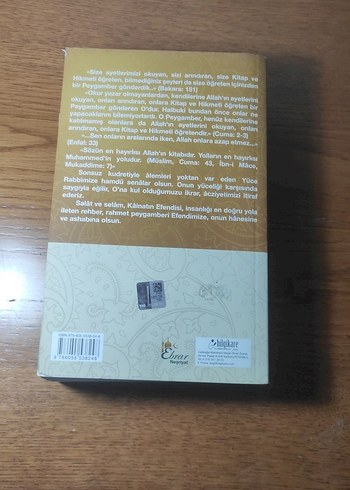 «Size ayetlerimizi okuyan, sizi arındıran, size Kitap ve
Hikmeti öğreten, bilmediğiniz şeyleri de size öğreten içinizden
bir Peygamber gönderdik...» (Bakara: 151)
«Okur yazar olmayanlardan, kendilerine Allah'ın ayetlerini
okuyan, onları arındıran, onlara Kitap ve Hikmeti öğreten bir
Peygamber gönderen O'dur. Halbuki bundan önce onlar ne
yapacaklarını bilemiyorlardı. O Peygamber, henüz kendilerine
katılmamış olanlara da Allah'ın ayetlerini okuyan, onları
arındıran, onlara Kitap ve Hikmeti öğretendir.» (Cuma: 2-3)
«...Sen onların aralarında iken, Allah onlara azap etmez...»
(Enfal: 33)
«Sözün en hayırlısı Allah'ın kitabıdır. Yolların en hayırlısı
Muhammed'in yoludur. (Müslim, Cuma: 43, İbn-i Mâce,
Mukaddime: 7)»
Sonsuz kudretiyle âlemleri yoktan var eden Yüce
Rabbimize hamdü senâlar olsun. Onun yüceliği karşısında
saygıyla eğilir, O'na kul olduğumuzu ikrar, âcziyetimizi itiraf
ederiz.
Salât ve selâm, Kâinatın Efendisi, insanlığı en doğru yola
ileten rehber, rahmet peygamberi Efendimize, onun hânesine
ve ashabına olsun.
Ebrar
Neşriyat
bilgikare